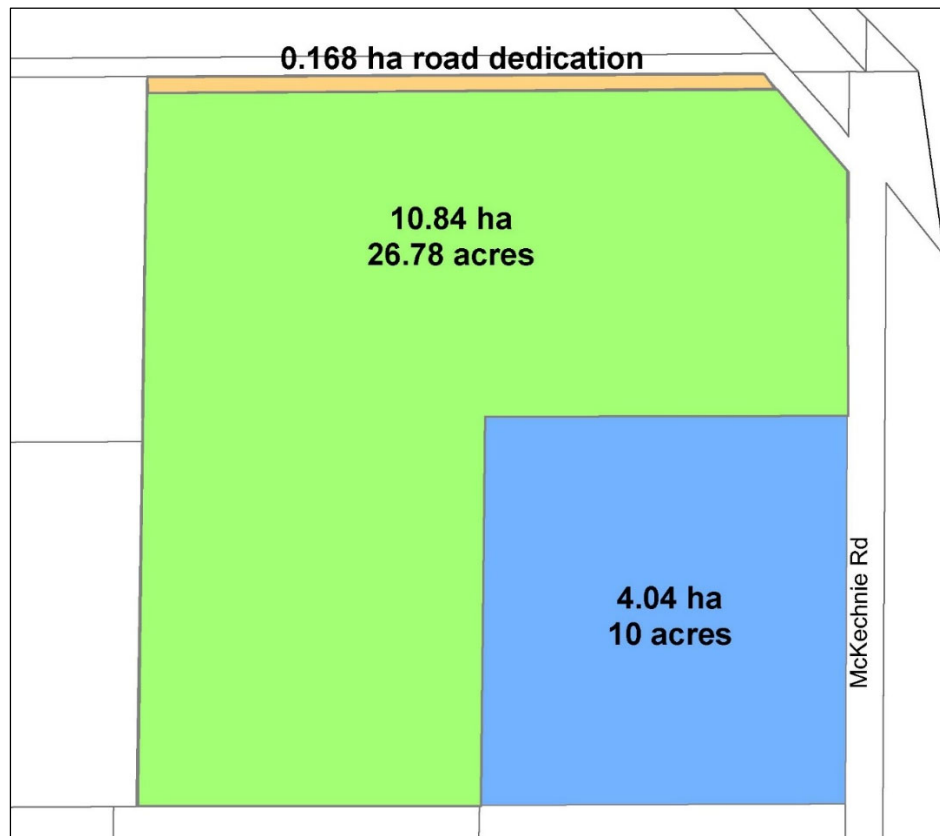 0.168 ha road dedication
10.84 ha
26.78 acres
4.04 ha
10 acres
McKechnie Rd